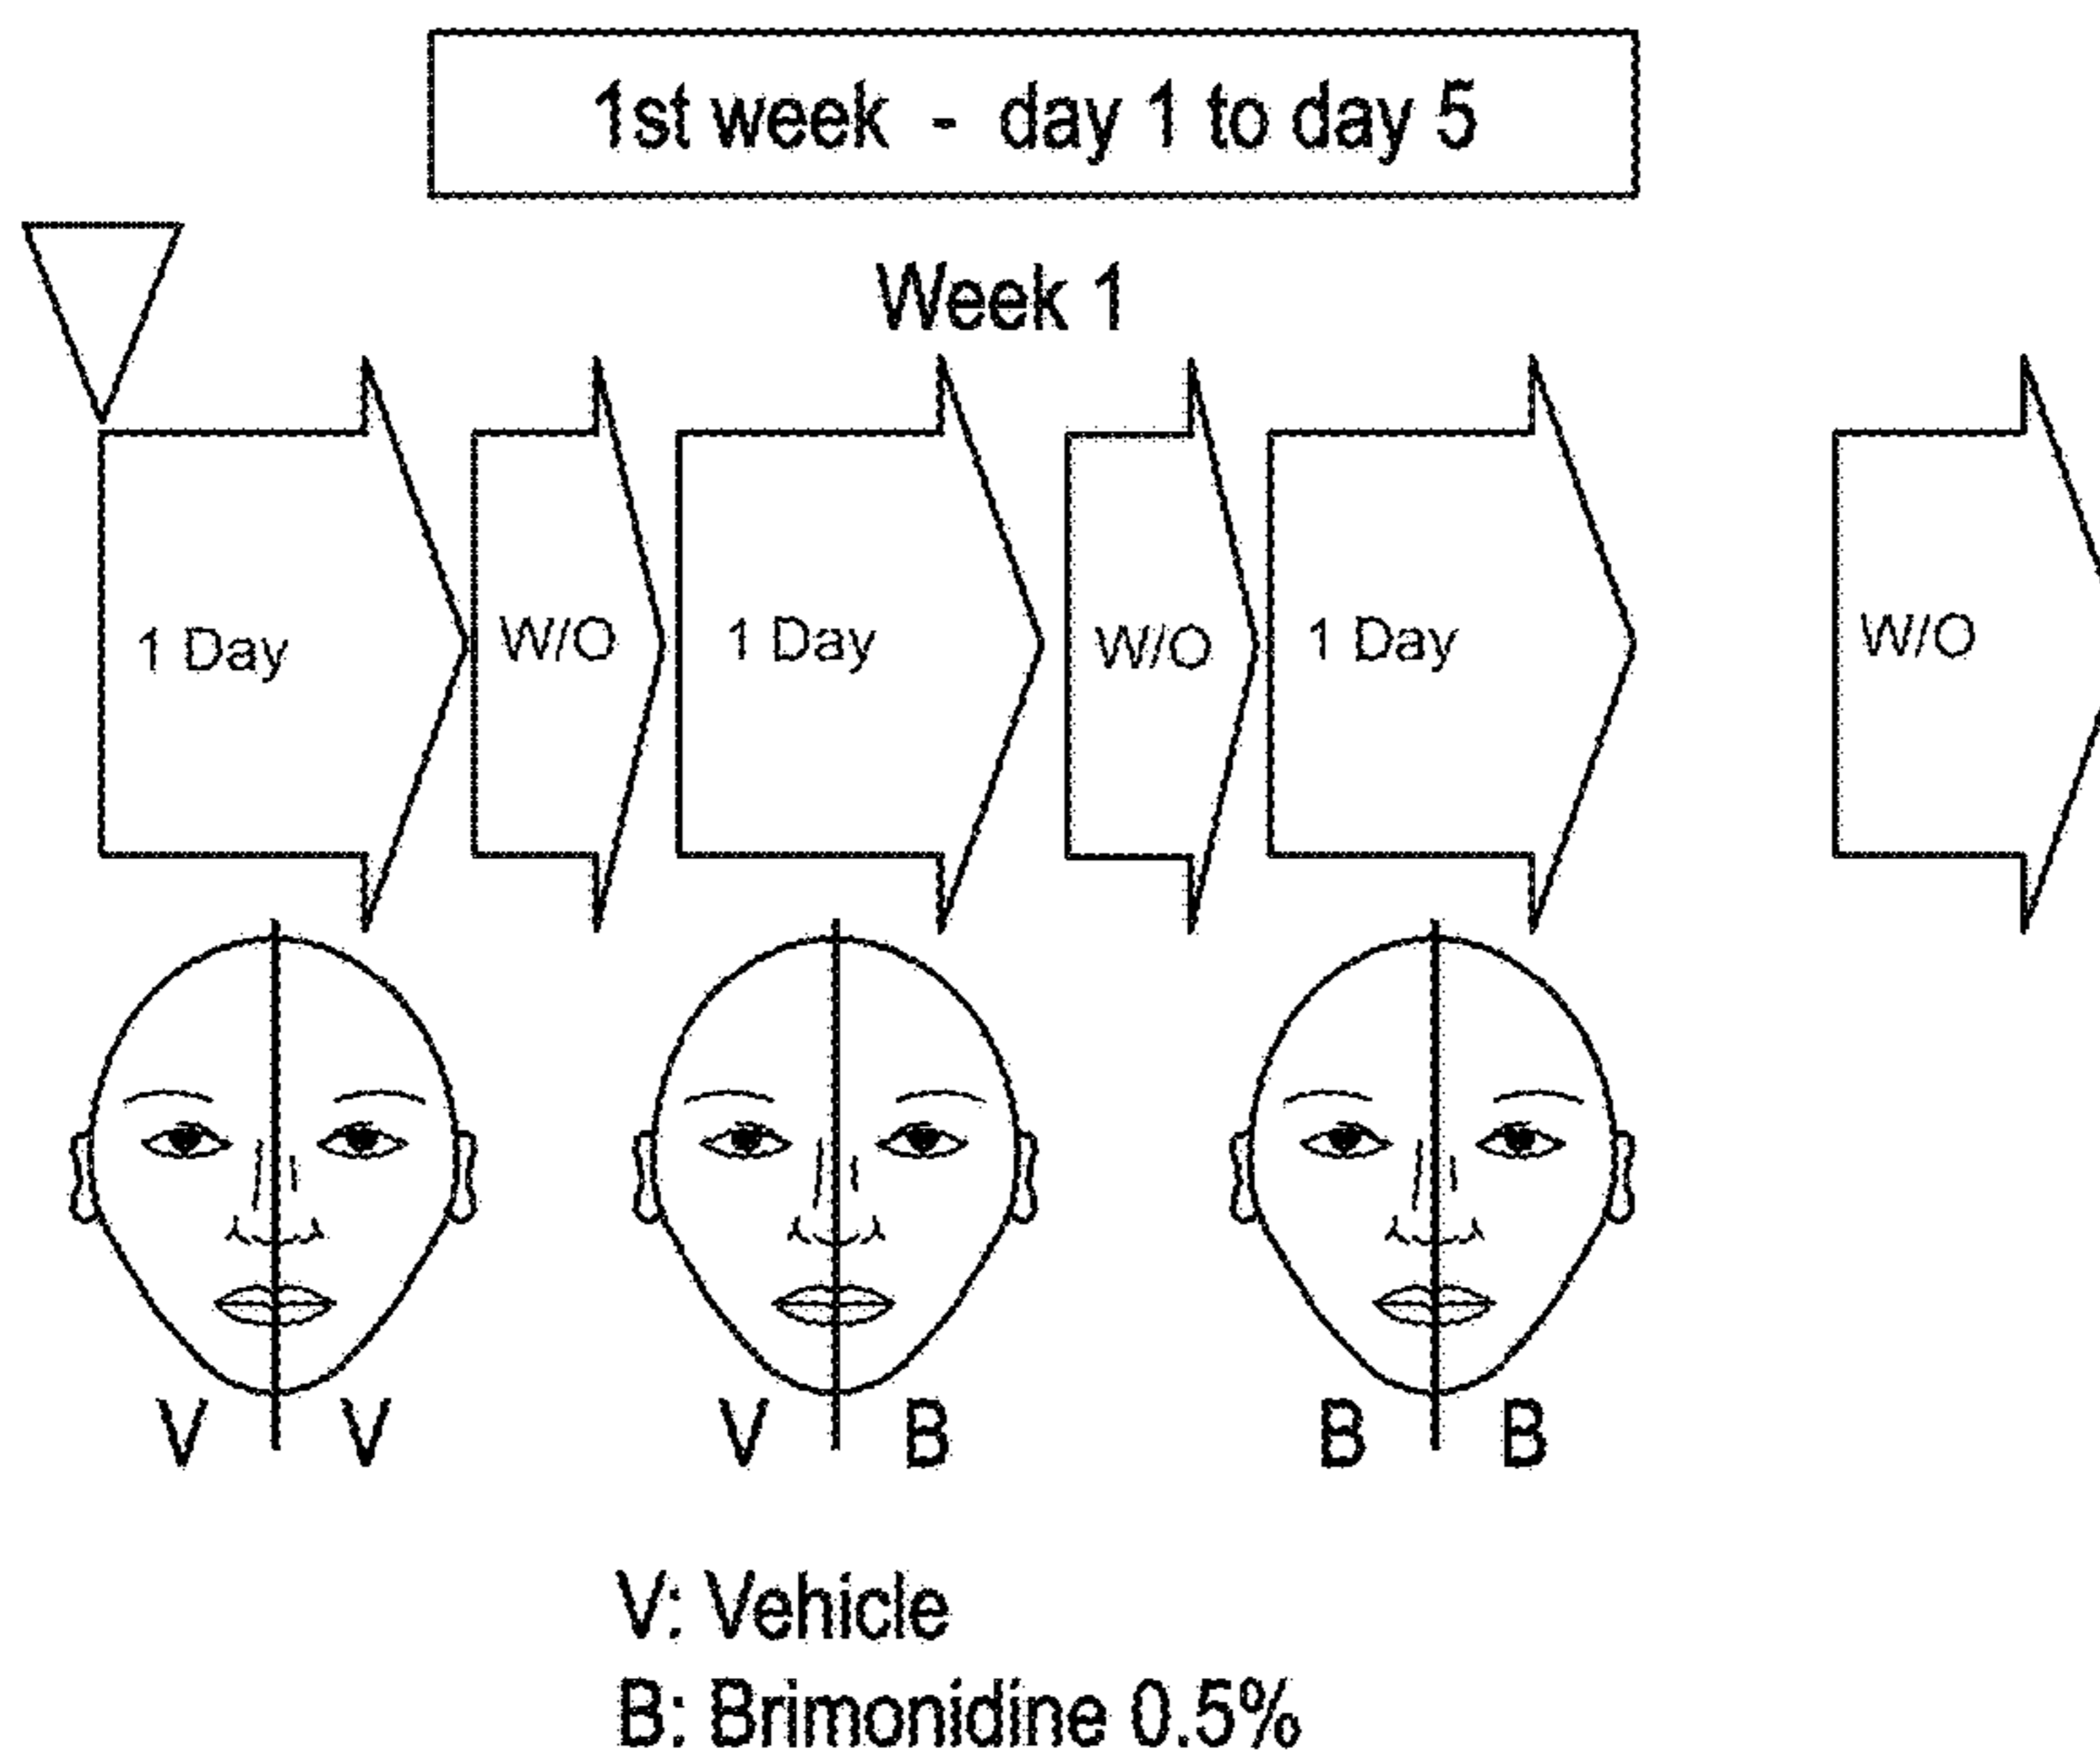 1st week - day 1 to day 5
Week 1
1 Day W/O 1 Day W/O 1 Day W/O
V V V B B B
V: Vehicle
B: Brimonidine 0.5%